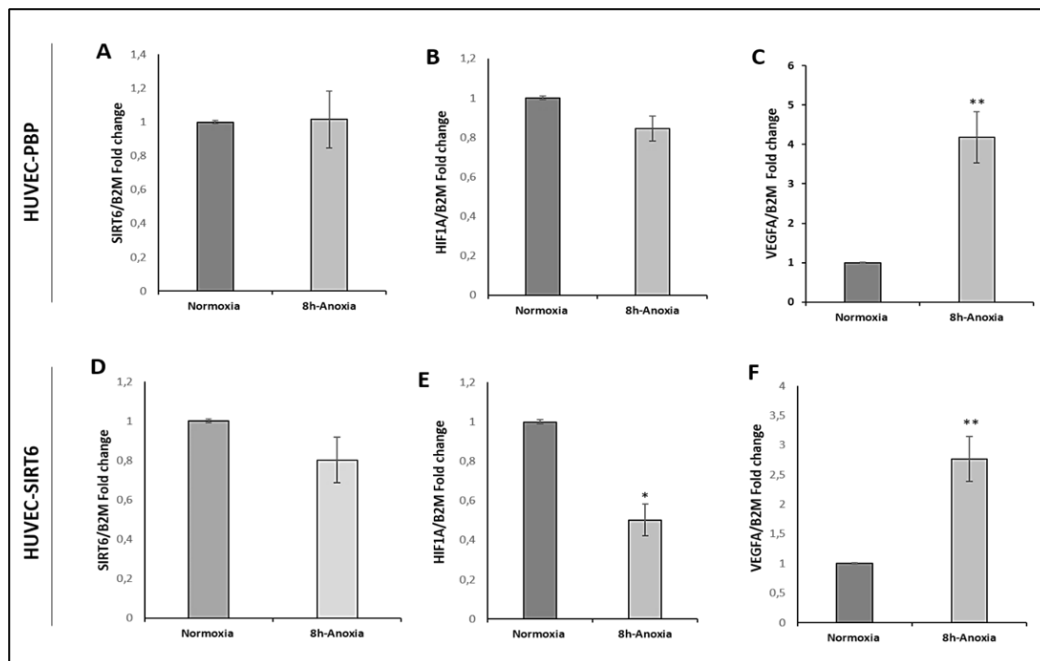 HUVEC-PBP
A
SIRT6/B2M Fold change
1,4
1,2
1
0,8
0,6
0,4
0,2
0
Normoxia
8h-Anoxia
B
HIF1A/B2M Fold change
1,2
1
0,8
0,6
0,4
0,2
0
Normoxia
8h-Anoxia
C
VEGFA/B2M Fold change
6
5
4
3
2
1
0
**
Normoxia
8h-Anoxia
HUVEC-SIRT6
D
SIRT6/B2M Fold change
1,2
1
0,8
0,6
0,4
0,2
0
Normoxia
8h-Anoxia
E
HIF1A/B2M Fold change
1,2
1
0,8
0,6
0,4
0,2
0
*
Normoxia
8h-Anoxia
F
VEGFA/B2M Fold change
4
3,5
3
2,5
2
1,5
1
0,5
0
**
Normoxia
8h-Anoxia